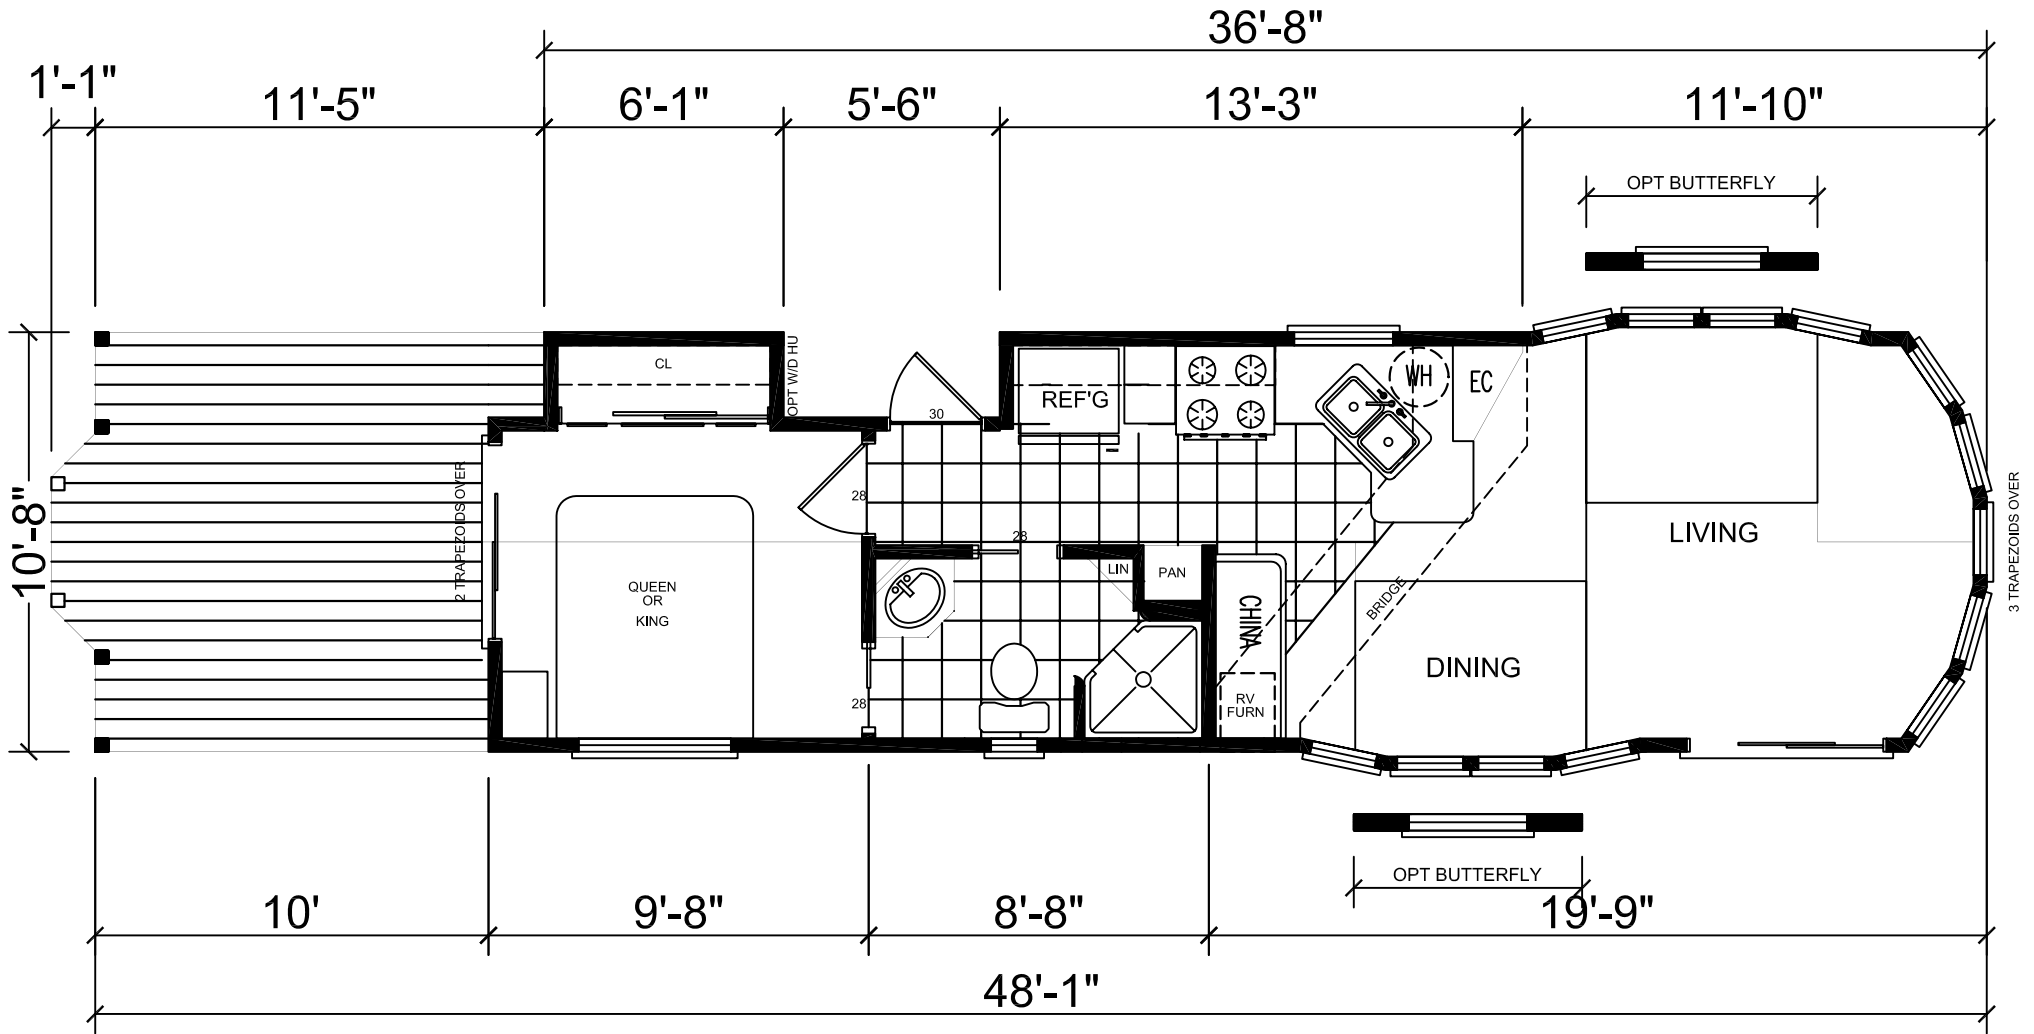 36'-8"
1'-1"
11'-5"
6'-1"
5'-6"
13'-3"
11'-10"
OPT BUTTERFLY
OPT W/D HU
CL
30
REF'G
WH
EC
10'-8"
2 TRAPEZOIDS OVER
28
28
LIVING
3 TRAPEZOIDS OVER
QUEEN
OR
KING
LIN
PAN
CHINA
BRIDGE
DINING
28
RV
FURN
OPT BUTTERFLY
10'
9'-8"
8'-8"
19'-9"
48'-1"